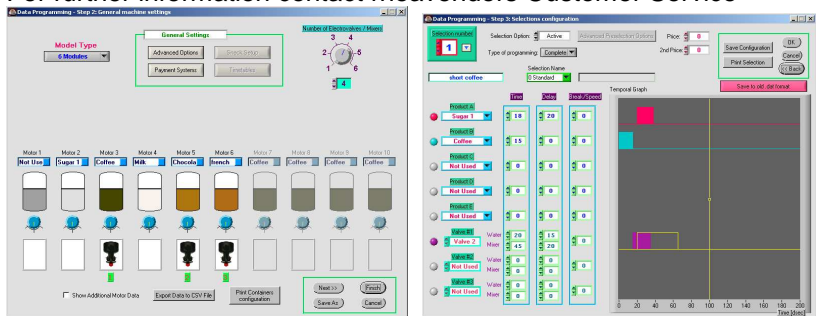 For further information contact mcavenders Customer Service
Data Programming - Step 2: General machine settings
Model Type
6 Modules
General Settings
Advanced Options
Snack Setup
Payment Systems
Timetables
Number of Electrovalves / Mixers
3 4
2 5
1 6
4
Motor 1 Motor 2 Motor 3 Motor 4 Motor 5 Motor 6 Motor 7 Motor 8 Motor 9 Motor 10
Not Use Sugar 1 Coffee Milk Chocola french Coffee Coffee Coffee Coffee
Show Additional Motor Data
Export Data to CSV File
Print Containers configuration
Next >>
Finish
Save As
Cancel
Data Programming - Step 3: Selections configuration
Selection number
1
Selection Option: Active
Advanced Preselection Options
Price: 0
Type of programming Complete
2nd Price: 0
Save Configuration
Print Selection
OK
Cancel
<< Back
Selection Name
short coffee
0 Standard
Save to old .dat format
Time Delay Break/Speed
Temporal Graph
Product A
Sugar 1 18 20 0
Product B
Coffee 15 0 0
Product C
Not Used 0 0 0
Product D
Not Used 0 0 0
Product E
Not Used 0 0 0
Valve #1
Valve 2
Water 20 15
Mixer 45 20
0
Valve #2
Not Used
Water 0 0
Mixer 0 0
0
Valve #3
Not Used
Water 0 0
Mixer 0 0
0
0 20 40 60 80 100 120 140 160 180 200
Time [dsec]